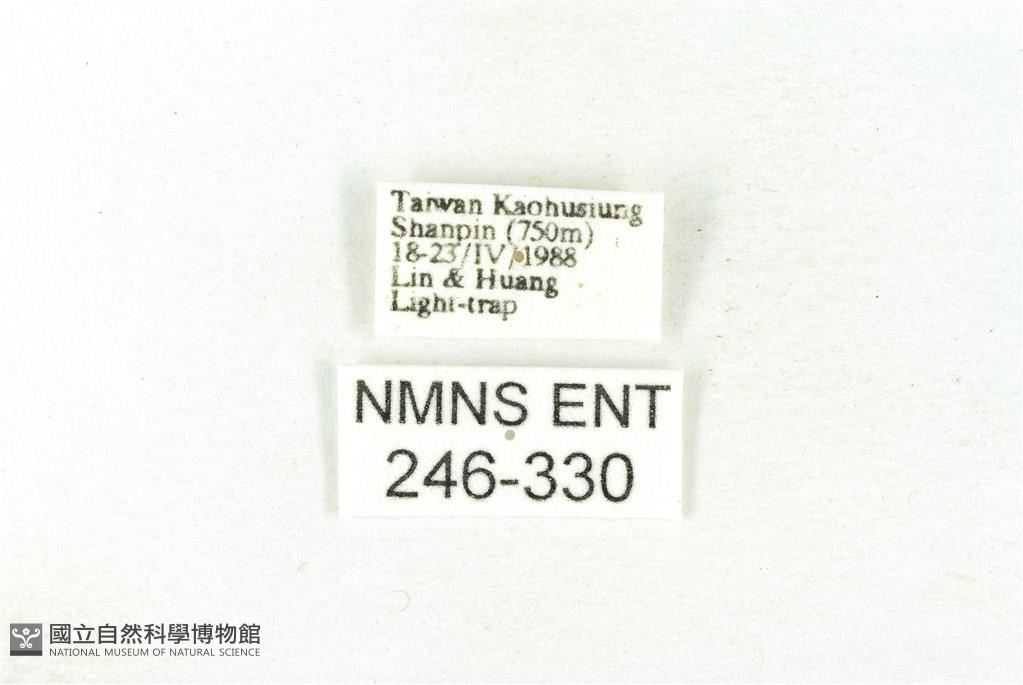 Taiwan Kaohusiung
Shanpin (750m)
18-23/IV/1988
Lin & Huang
Light-trap
NMNS ENT
246-330
國立自然科學博物館
NATIONAL MUSEUM OF NATURAL SCIENCE